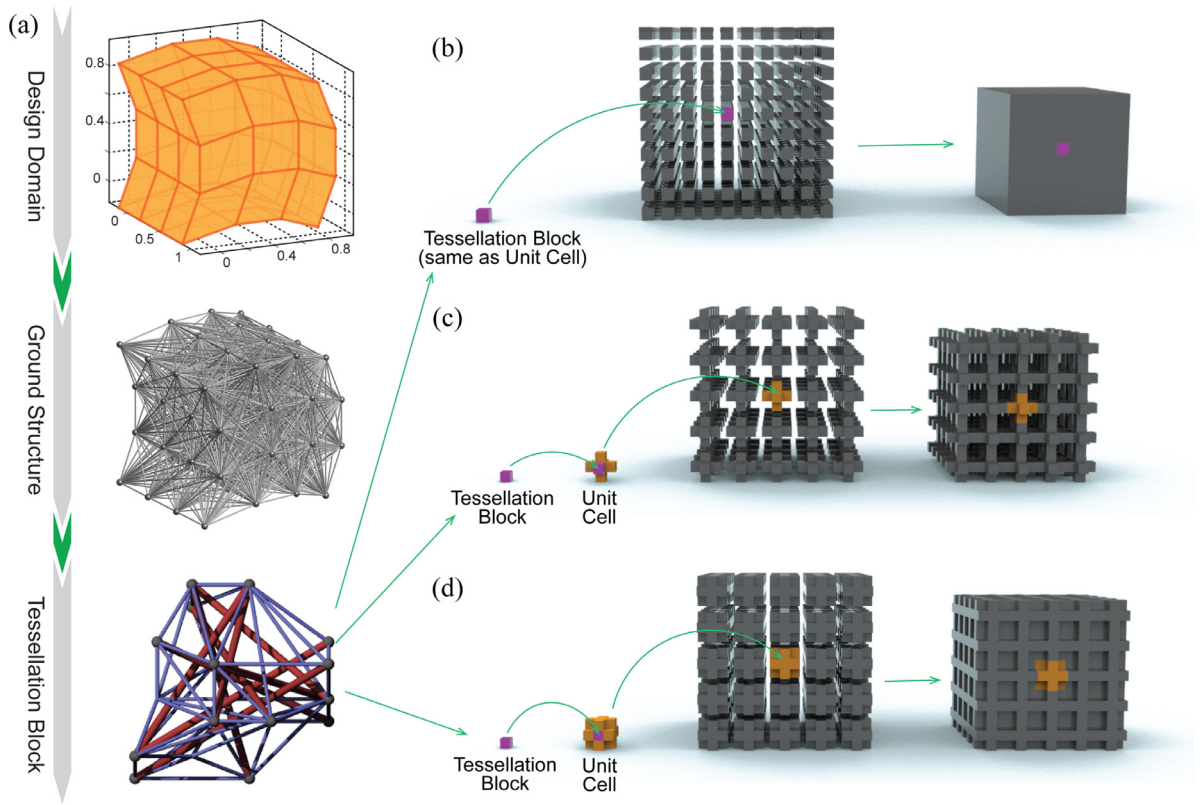 (a)
Design Domain
0.8
0.4
0
0
0.5
1
0
0.4
0.8
Ground Structure
Tessellation Block
(b)
Tessellation Block
(same as Unit Cell)
(c)
Tessellation
Block
Unit
Cell
(d)
Tessellation
Block
Unit
Cell